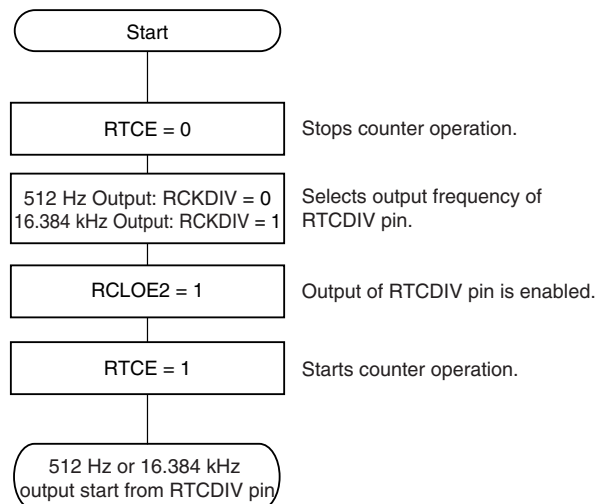 Start
RTCE = 0
Stops counter operation.
512 Hz Output: RCKDIV = 0
16.384 kHz Output: RCKDIV = 1
Selects output frequency of
RTCDIV pin.
RCLOE2 = 1
Output of RTCDIV pin is enabled.
RTCE = 1
Starts counter operation.
512 Hz or 16.384 kHz
output start from RTCDIV pin